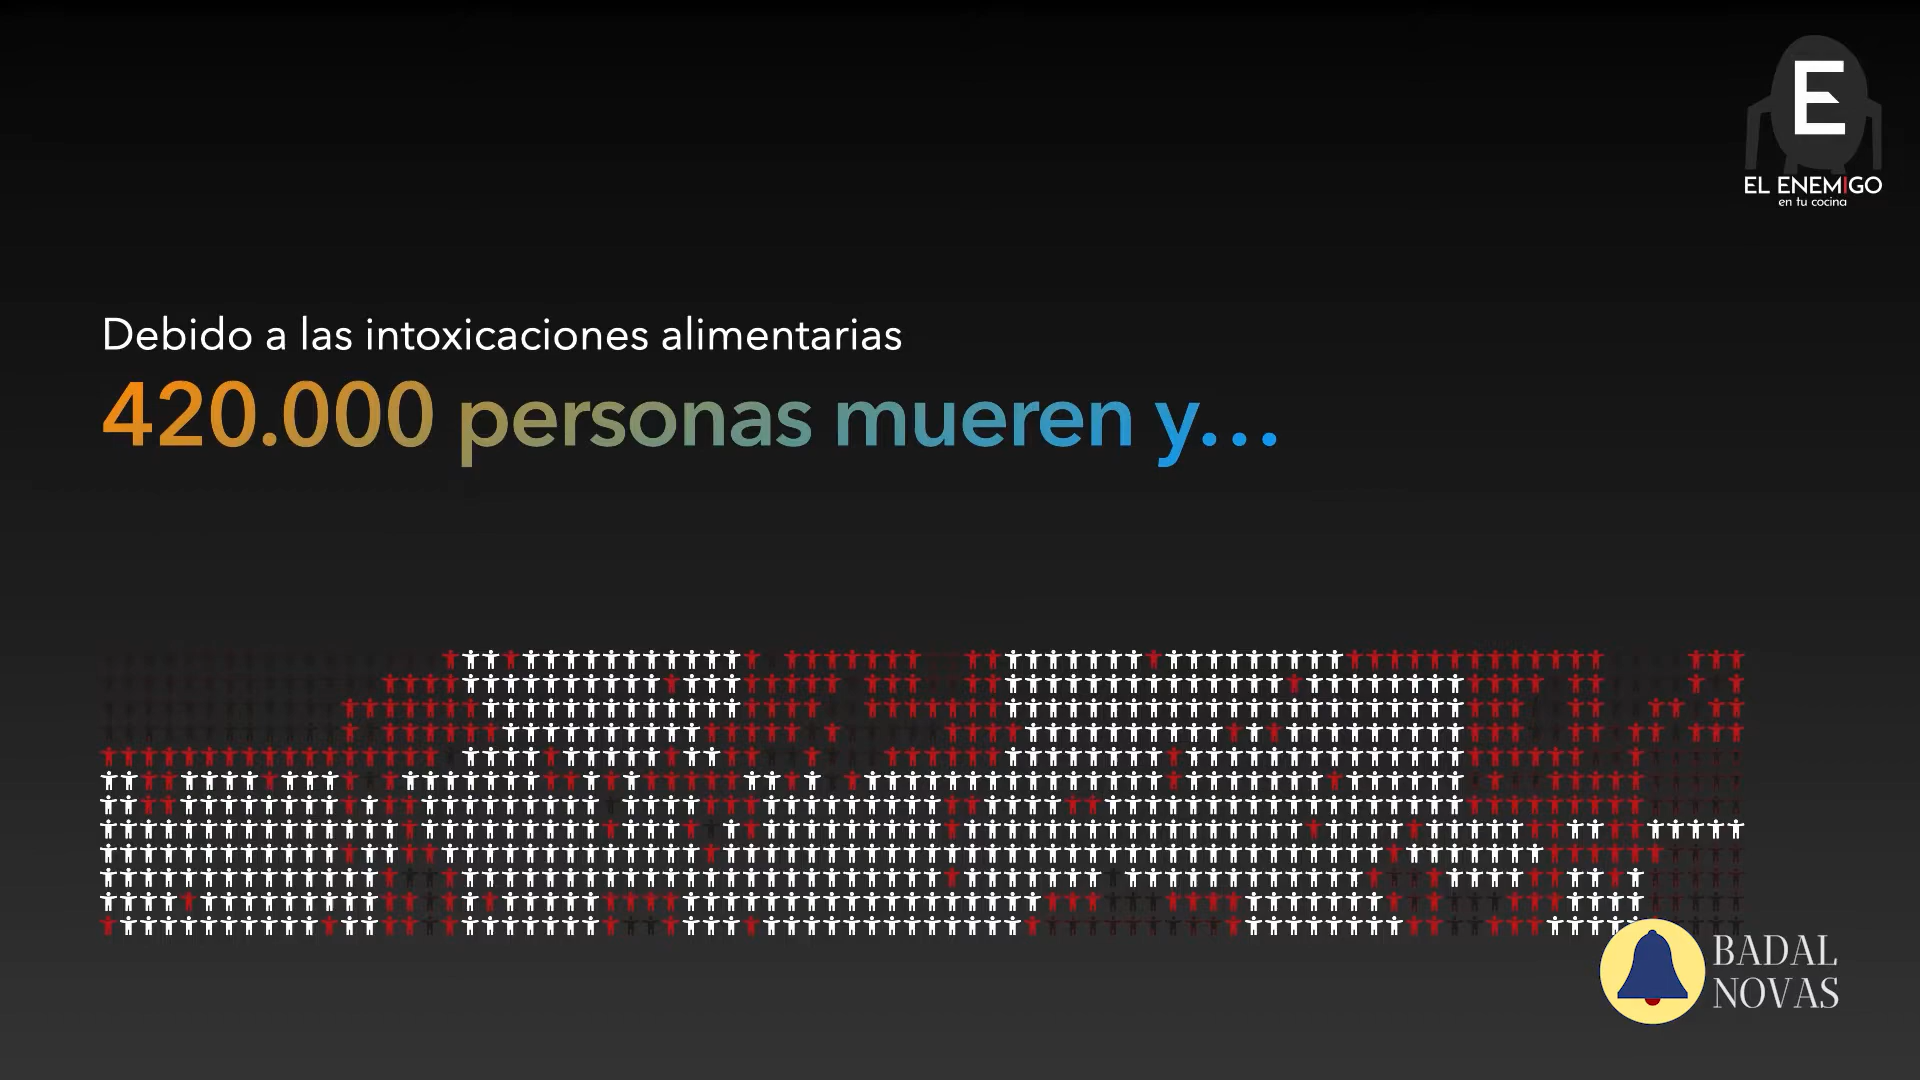 E
EL ENEMIGO
en tu cocina
Debido a las intoxicaciones alimentarias
420.000 personas mueren y...
BADAL
NOVAS